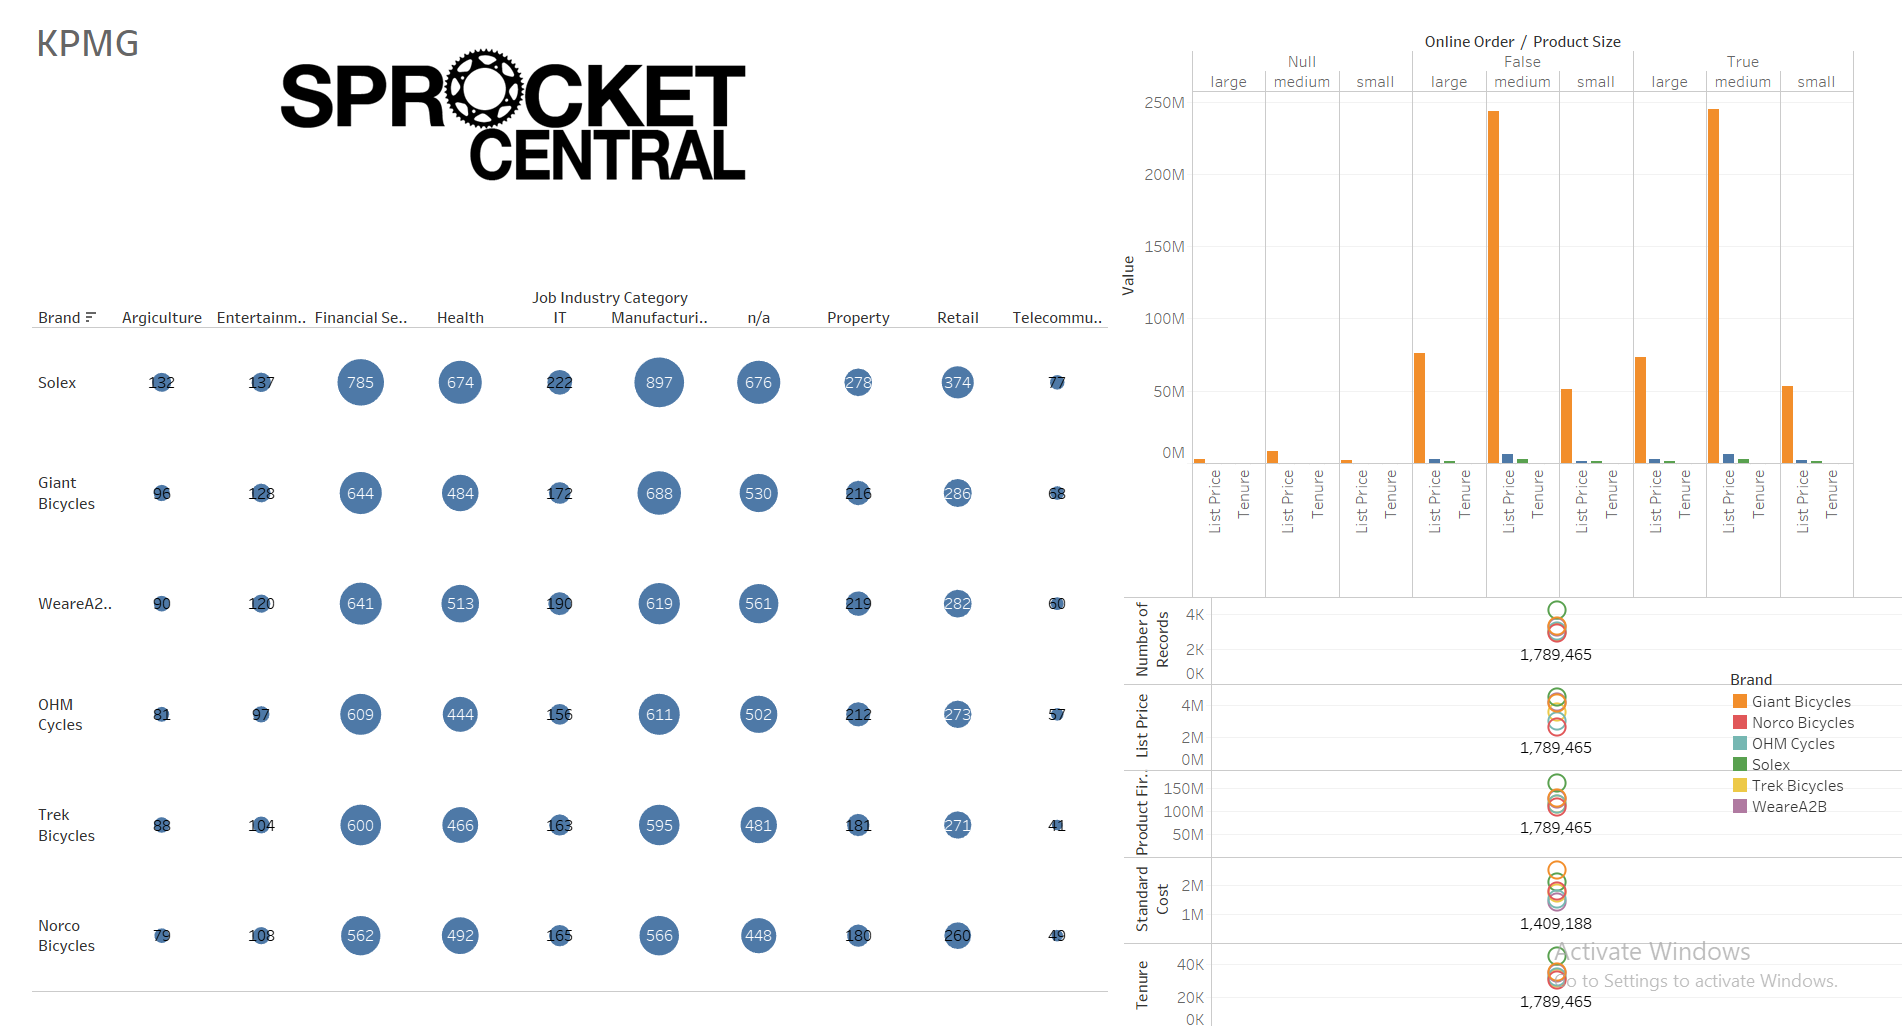 KPMG
SPROCKET
CENTRAL
Job Industry Category
Brand Argiculture Entertainm.. Financial Se.. Health IT Manufacturi.. n/a Property Retail Telecommu..
Solex 132 137 785 674 222 897 676 278 374 77
Giant
Bicycles 96 128 644 484 172 688 530 216 286 68
WeareA2.. 90 120 641 513 190 619 561 219 282 60
OHM
Cycles 81 97 609 444 156 611 502 212 273 57
Trek
Bicycles 88 104 600 466 163 595 481 181 271 41
Norco
Bicycles 79 108 562 492 165 566 448 180 260 49
Online Order / Product Size
Null False True
large medium small large medium small large medium small
Value
250M
200M
150M
100M
50M
0M
List Price Tenure List Price Tenure List Price Tenure List Price Tenure List Price Tenure List Price Tenure List Price Tenure List Price Tenure List Price Tenure
Number of
Records
4K
2K
0K
1,789,465
List Price
4M
2M
0M
1,789,465
Product Fir..
150M
100M
50M
1,789,465
Standard
Cost
2M
1M
1,409,188
Tenure
40K
20K
0K
1,789,465
Brand
Giant Bicycles
Norco Bicycles
OHM Cycles
Solex
Trek Bicycles
WeareA2B
Activate Windows
Go to Settings to activate Windows.